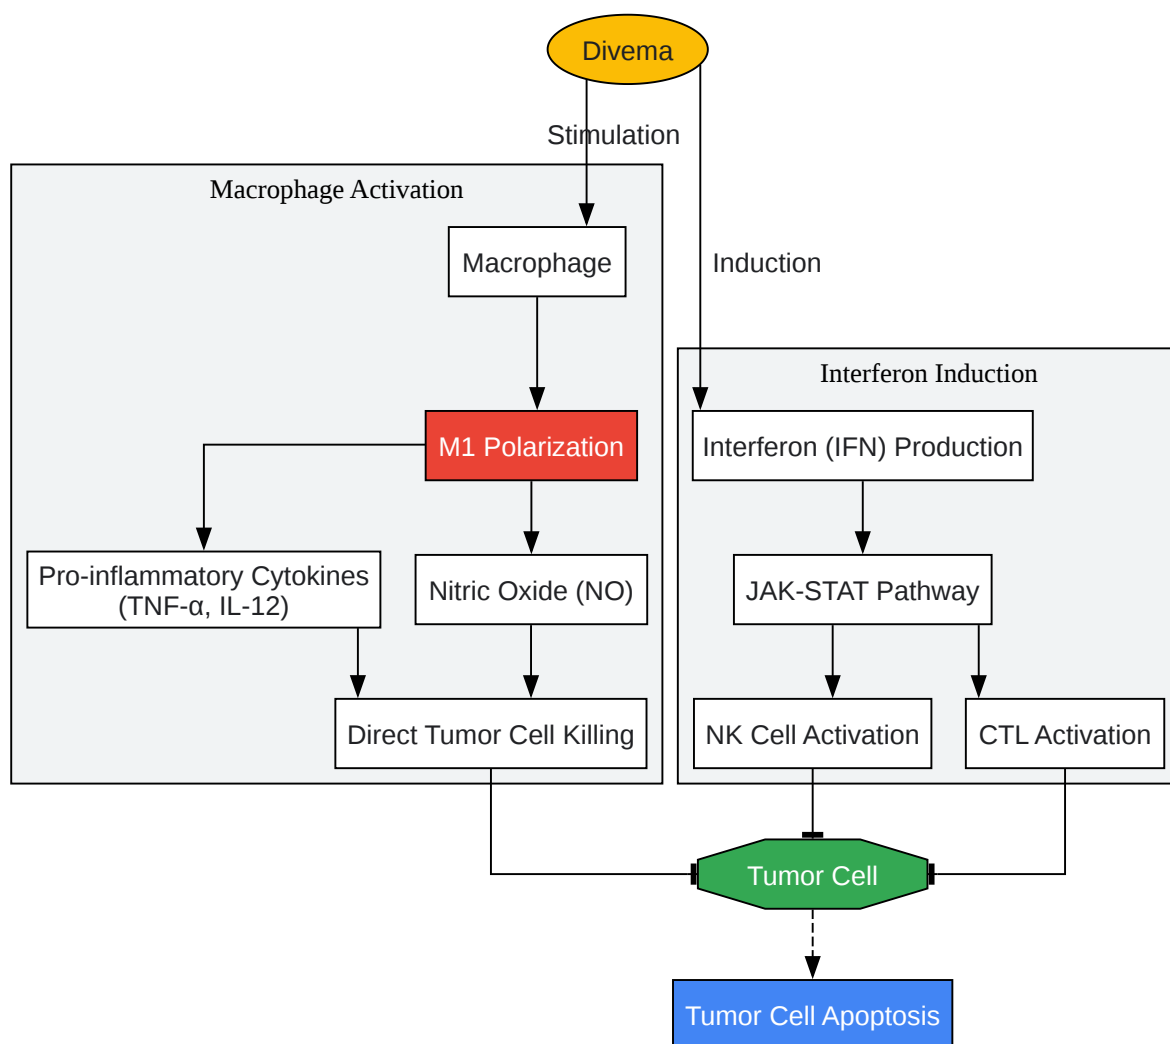 Divema
Stimulation
Macrophage Activation
Macrophage
Induction
Interferon Induction
M1 Polarization
Interferon (IFN) Production
Pro-inflammatory Cytokines
(TNF-α, IL-12)
Nitric Oxide (NO)
JAK-STAT Pathway
Direct Tumor Cell Killing
NK Cell Activation
CTL Activation
Tumor Cell
Tumor Cell Apoptosis